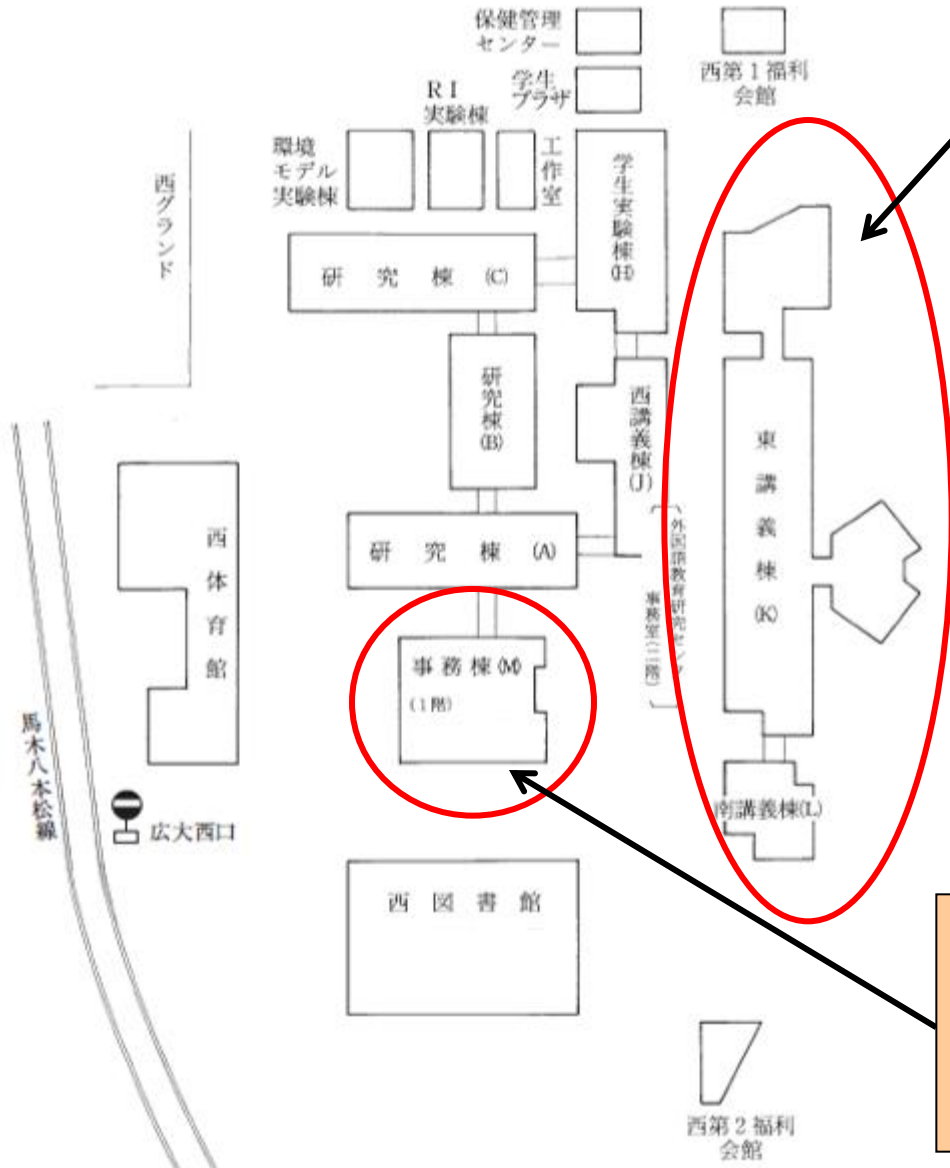 保健管理
センター
西第1福利
会館
学生
プラザ
RI
実験棟
環境
モデル
実験棟
工作室
学生実験棟(H)
西グランド
研究棟(C)
研究棟(B)
西講義棟(J)
東講義棟(K)
外国語教育研究センター
事務室(二階)
研究棟(A)
西体育館
事務棟(M)
(1階)
馬木八本松線
広大西口
南講義棟(L)
西図書館
西第2福利
会館